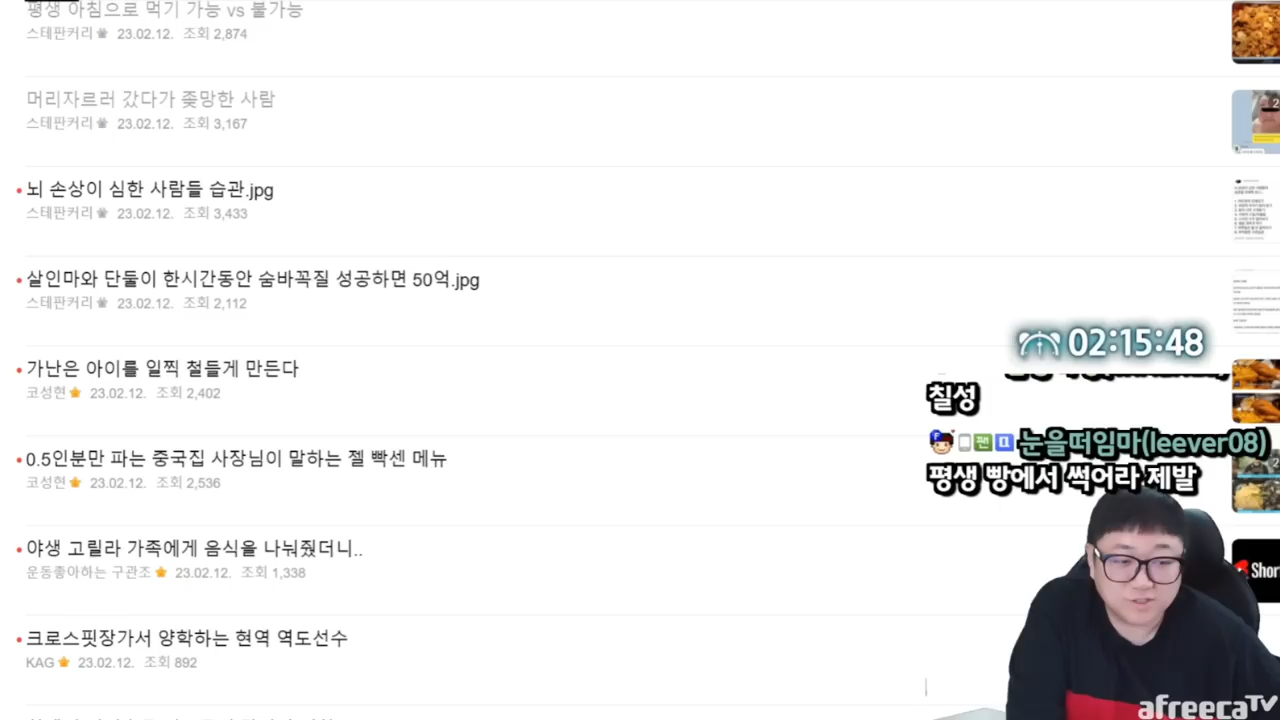 평생 아침으로 먹기 가능 vs 불가능
스테판커리 23.02.12. 조회 2,874
머리자르러 갔다가 좆망한 사람
스테판커리 23.02.12. 조회 3,167
뇌 손상이 심한 사람들 습관.jpg
스테판커리 23.02.12. 조회 3,433
살인마와 단둘이 한시간동안 숨바꼭질 성공하면 50억.jpg
스테판커리 23.02.12. 조회 2,112
가난은 아이를 일찍 철들게 만든다
코성현 23.02.12. 조회 2,402
0.5인분만 파는 중국집 사장님이 말하는 젤 빡센 메뉴
코성현 23.02.12. 조회 2,536
야생 고릴라 가족에게 음식을 나눠줬더니..
운동좋아하는 구관조 23.02.12. 조회 1,338
크로스핏장가서 양학하는 현역 역도선수
KAG 23.02.12. 조회 892
02:15:48
칠성
팬 눈을떠임마(leever08)
평생 빵에서 썩어라 제발
Shor
afreecaTV